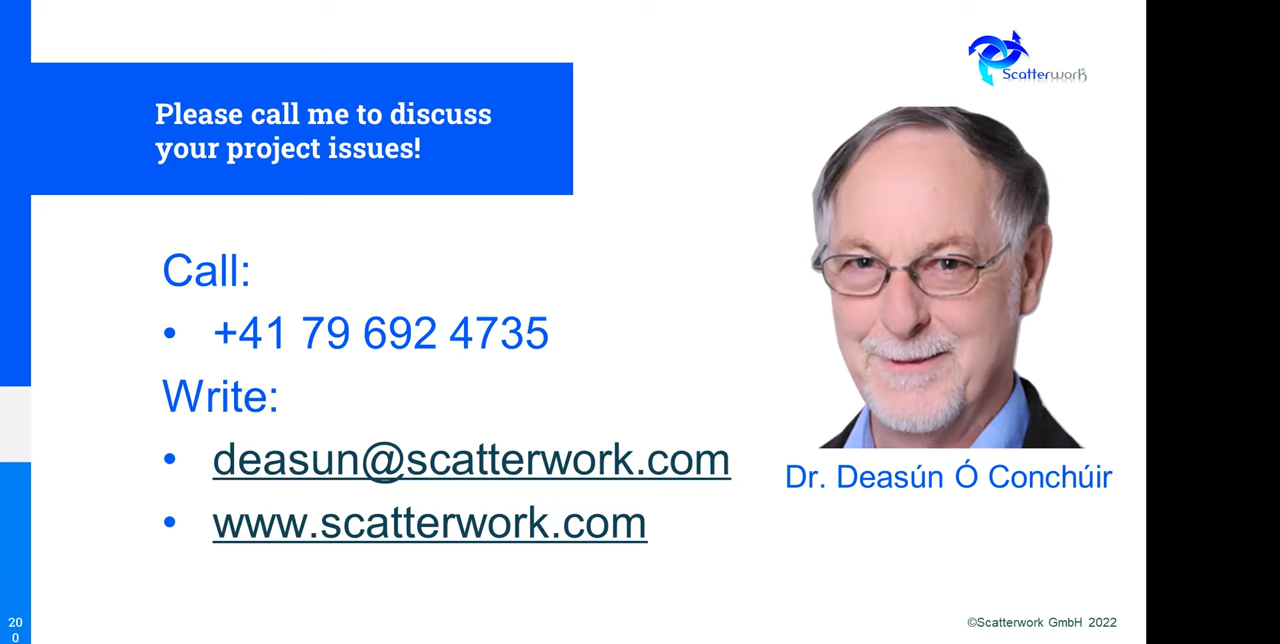 Scatterwork
Please call me to discuss
your project issues!
Call:
• +41 79 692 4735
Write:
• deasun@scatterwork.com
• www.scatterwork.com
Dr. Deasún Ó Conchúir
20
0
©Scatterwork GmbH 2022